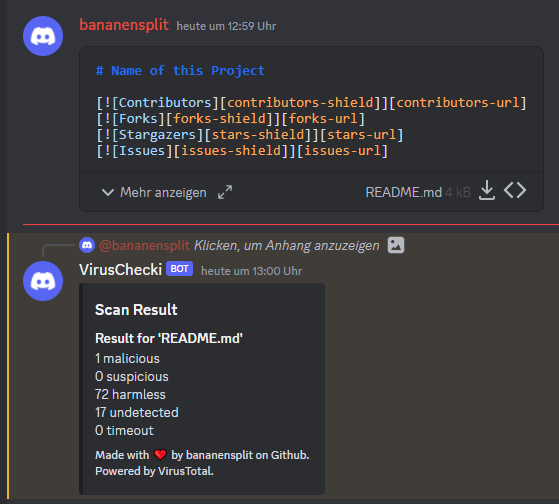 bananensplit heute um 12:59 Uhr
# Name of this Project
[![Contributors][contributors-shield]][contributors-url]
[![Forks][forks-shield]][forks-url]
[![Stargazers][stars-shield]][stars-url]
[![Issues][issues-shield]][issues-url]
Mehr anzeigen README.md 4 kB
@bananensplit Klicken, um Anhang anzuzeigen
VirusChecki BOT heute um 13:00 Uhr
Scan Result
Result for 'README.md'
1 malicious
0 suspicious
72 harmless
17 undetected
0 timeout
Made with ❤️ by bananensplit on Github.
Powered by VirusTotal.